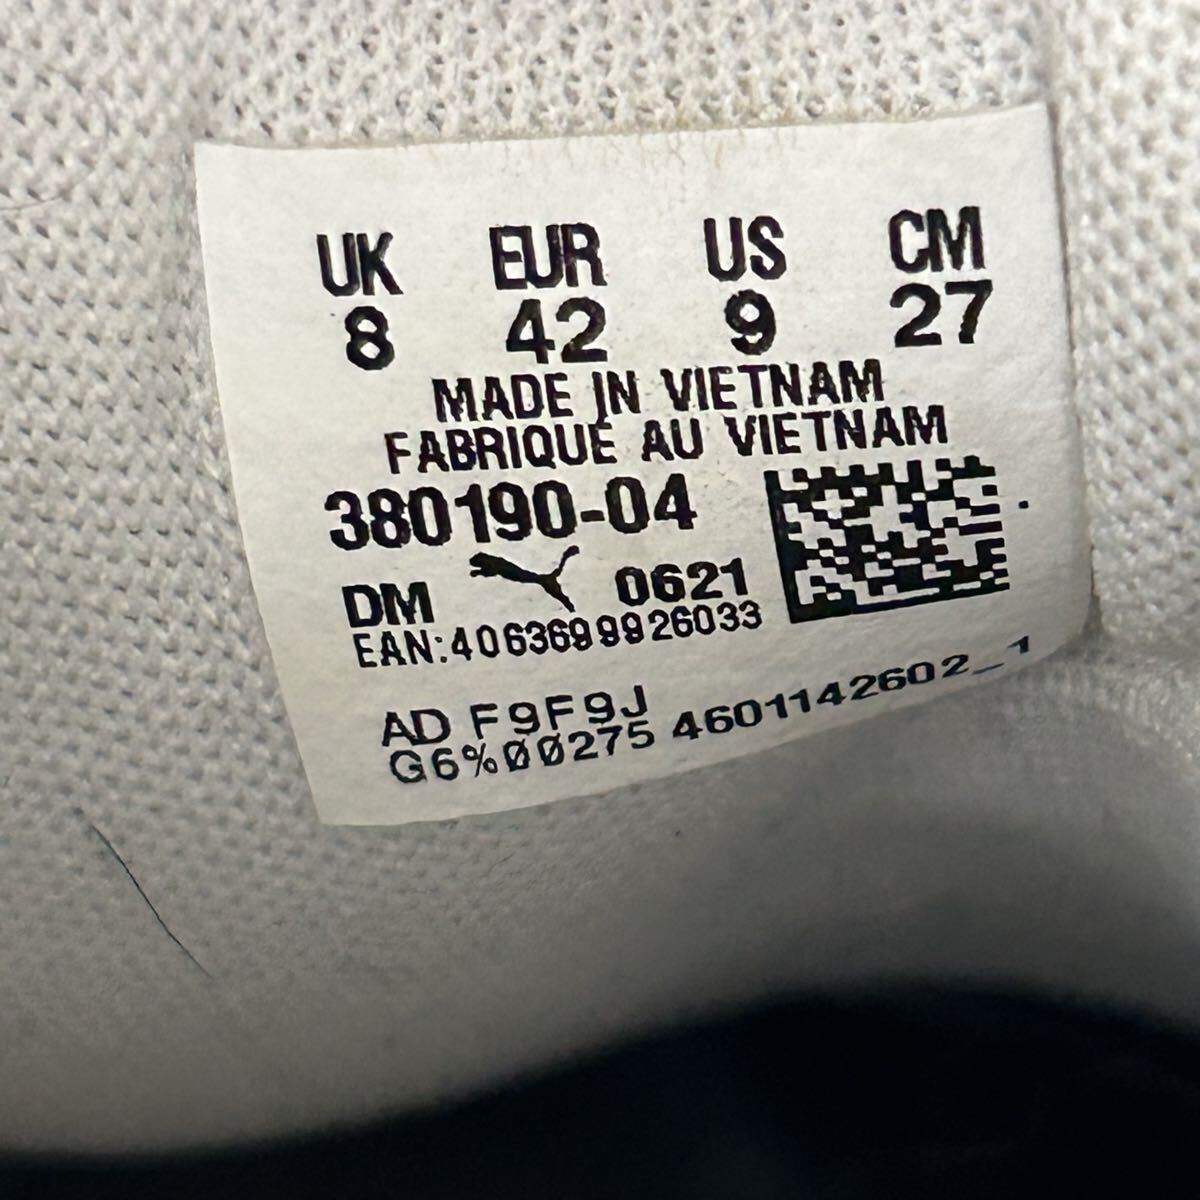 UK EUR US CM
8 42 9 27
MADE IN VIETNAM
FABRIQUÉ AU VIETNAM
380190-04
DM 0621
EAN:4063699926033
AD F9F9J
G6%00275 4601142602_1